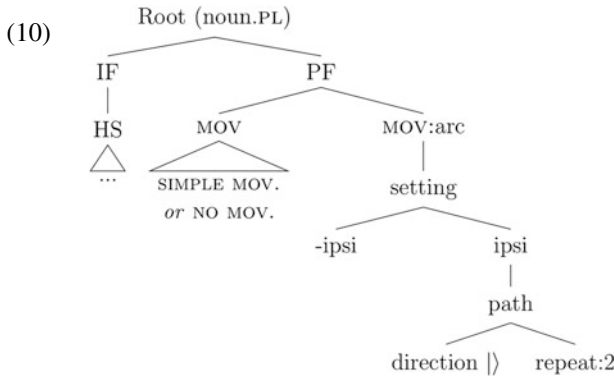 Root (noun.PL)
(10)
IF PF
HS MOV MOV:arc
...
SIMPLE MOV. setting
or NO MOV.
-ipsi ipsi
path
direction |⟩ repeat:2